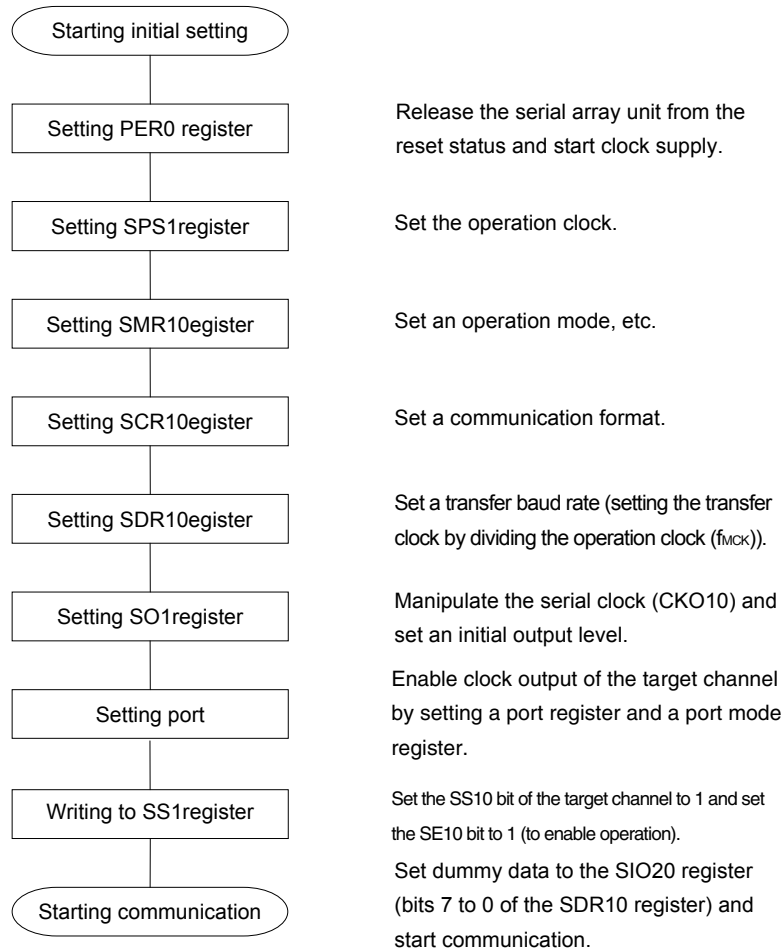 Starting initial setting
Setting PER0 register
Release the serial array unit from the
reset status and start clock supply.
Setting SPS1register
Set the operation clock.
Setting SMR10egister
Set an operation mode, etc.
Setting SCR10egister
Set a communication format.
Setting SDR10egister
Set a transfer baud rate (setting the transfer
clock by dividing the operation clock (fMCK)).
Setting SO1register
Manipulate the serial clock (CKO10) and
set an initial output level.
Setting port
Enable clock output of the target channel
by setting a port register and a port mode
register.
Writing to SS1register
Set the SS10 bit of the target channel to 1 and set
the SE10 bit to 1 (to enable operation).
Starting communication
Set dummy data to the SIO20 register
(bits 7 to 0 of the SDR10 register) and
start communication.